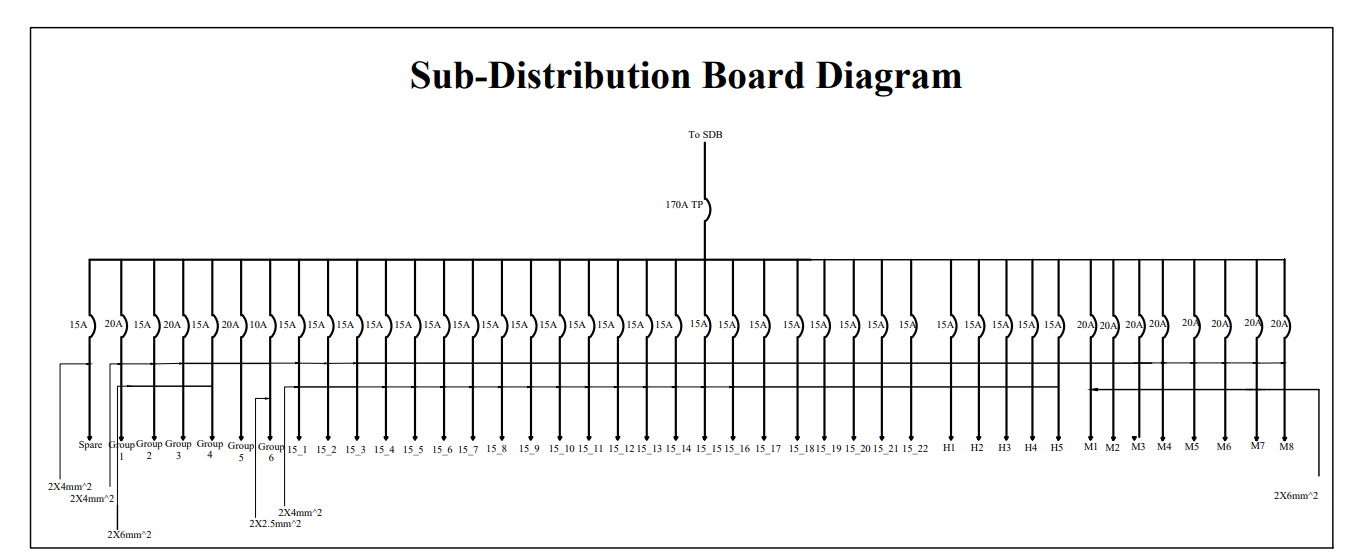 Sub-Distribution Board Diagram
To SDB
170A TP
15A 20A 15A 20A 15A 20A 10A 15A 15A 15A 15A 15A 15A 15A 15A 15A 15A 15A 15A 15A 15A 15A 15A 15A 15A 15A 15A 15A 15A 15A 15A 15A 15A 15A 20A 20A 20A 20A 20A 20A 20A 20A
Spare Group Group Group Group Group Group 15_1 15_2 15_3 15_4 15_5 15_6 15_7 15_8 15_9 15_10 15_11 15_12 15_13 15_14 15_15 15_16 15_17 15_18 15_19 15_20 15_21 15_22 H1 H2 H3 H4 H5 M1 M2 M3 M4 M5 M6 M7 M8
1 2 3 4 5 6
2X4mm^2
2X4mm^2
2X6mm^2
2X4mm^2
2X2.5mm^2
2X6mm^2